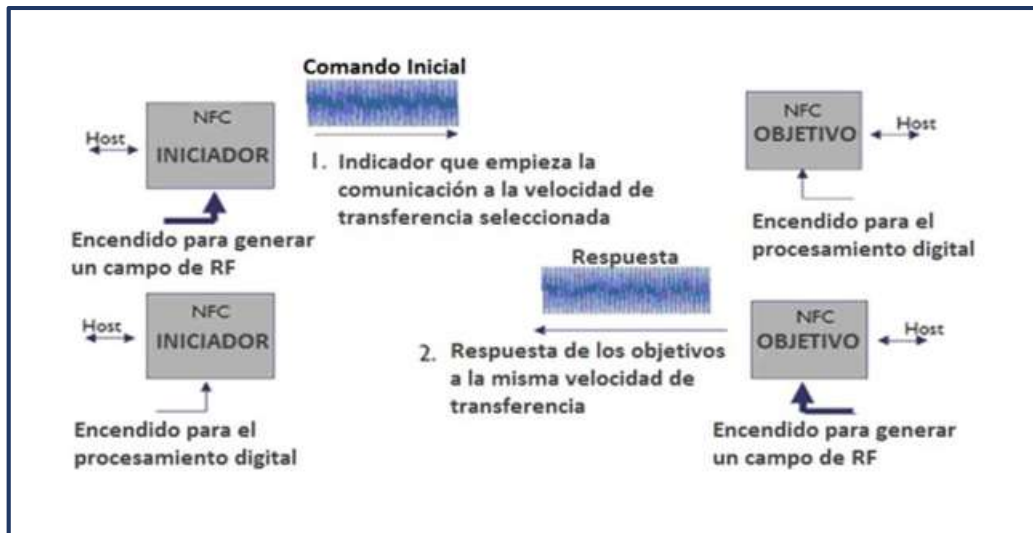 Comando Inicial
NFC
INICIADOR
Host
1. Indicador que empieza la
comunicación a la velocidad de
transferencia seleccionada
NFC
OBJETIVO
Host
Encendido para generar
un campo de RF
Encendido para el
procesamiento digital
Respuesta
NFC
INICIADOR
Host
2. Respuesta de los objetivos
a la misma velocidad de
transferencia
NFC
OBJETIVO
Host
Encendido para el
procesamiento digital
Encendido para generar
un campo de RF